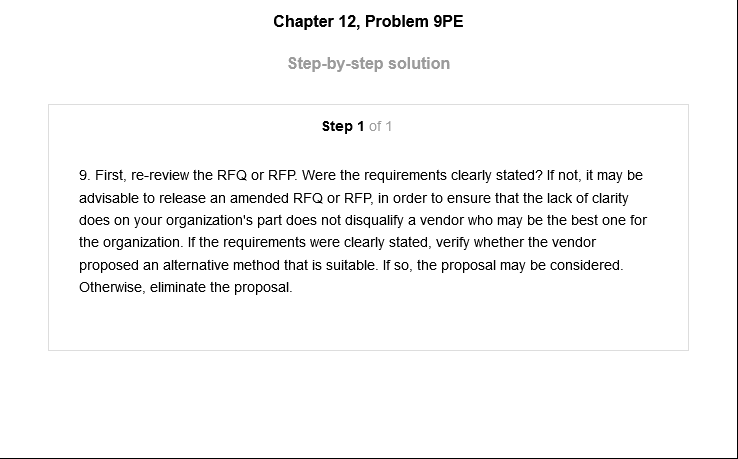 Chapter 12, Problem 9PE
Step-by-step solution
Step 1 of 1
9. First, re-review the RFQ or RFP. Were the requirements clearly stated? If not, it may be
advisable to release an amended RFQ or RFP, in order to ensure that the lack of clarity
does on your organization's part does not disqualify a vendor who may be the best one for
the organization. If the requirements were clearly stated, verify whether the vendor
proposed an alternative method that is suitable. If so, the proposal may be considered.
Otherwise, eliminate the proposal.